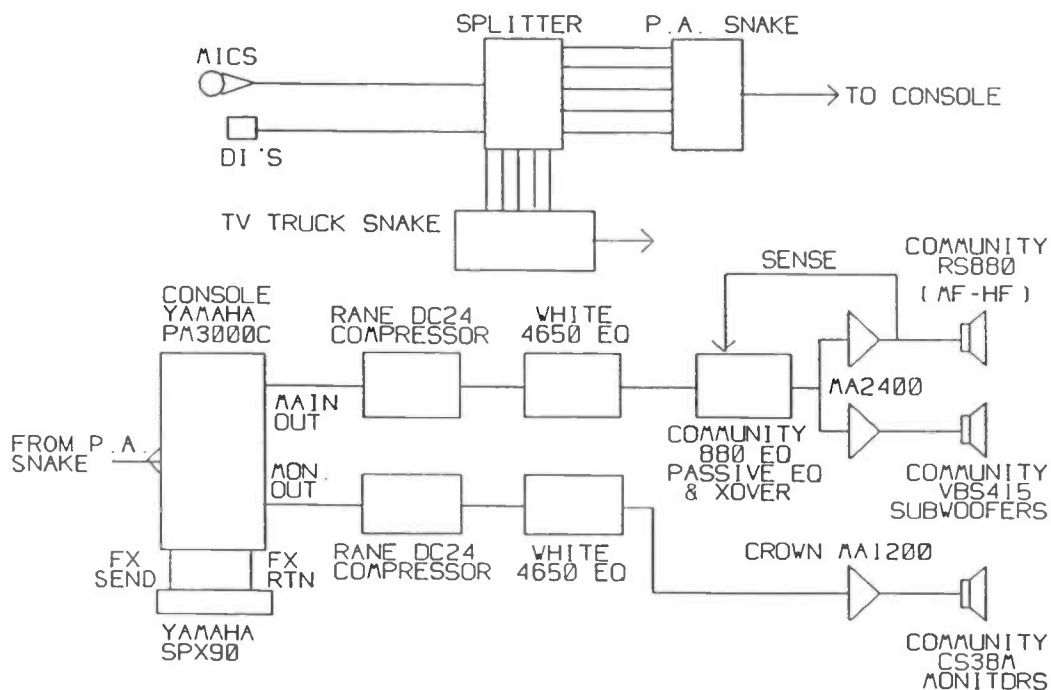 SPLITTER
P.A. SNAKE
MICS
TO CONSOLE
DI'S
TV TRUCK SNAKE
SENSE
COMMUNITY
RS880
(MF-HF)
CONSOLE
YAMAHA
PM3000C
RANE DC24
COMPRESSOR
WHITE
4650 EQ
MA2400
MAIN
OUT
FROM P.A.
SNAKE
COMMUNITY
880 EQ
PASSIVE EQ
& XOVER
COMMUNITY
VBS415
SUBWOOFERS
MON
OUT
RANE DC24
COMPRESSOR
WHITE
4650 EQ
CROWN MA1200
FX
SEND
FX
RTN
YAMAHA
SPX90
COMMUNITY
CS38M
MONITDRS